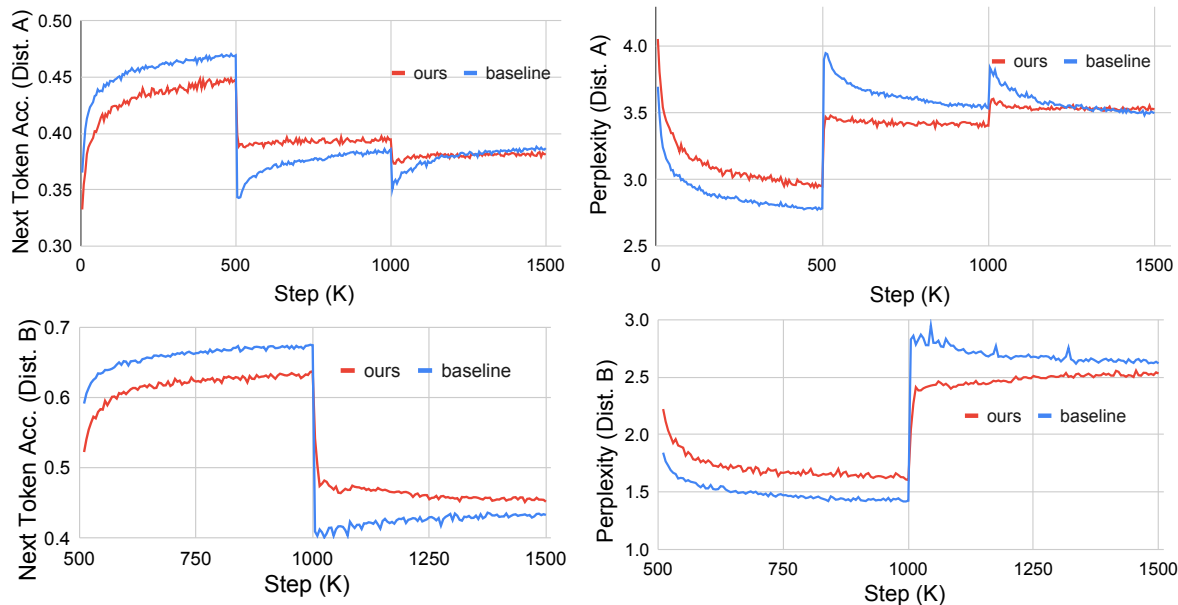 Next Token Acc. (Dist. A)
0.50
0.45
0.40
0.35
0.30
ours
baseline
0
500
1000
1500
Step (K)
Perplexity (Dist. A)
4.0
3.5
3.0
2.5
ours
baseline
0
500
1000
1500
Step (K)
Next Token Acc. (Dist. B)
0.7
0.6
0.5
0.4
ours
baseline
500
750
1000
1250
1500
Step (K)
Perplexity (Dist. B)
3.0
2.5
2.0
1.5
1.0
ours
baseline
500
750
1000
1250
1500
Step (K)